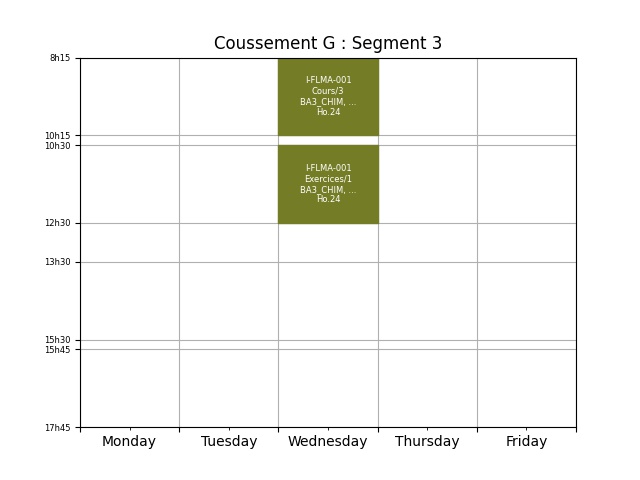 Coussement G : Segment 3
8h15
I-FLMA-001
Cours/3
BA3_CHIM, ...
Ho.24
10h15
10h30
I-FLMA-001
Exercices/1
BA3_CHIM, ...
Ho.24
12h30
13h30
15h30
15h45
17h45
Monday Tuesday Wednesday Thursday Friday